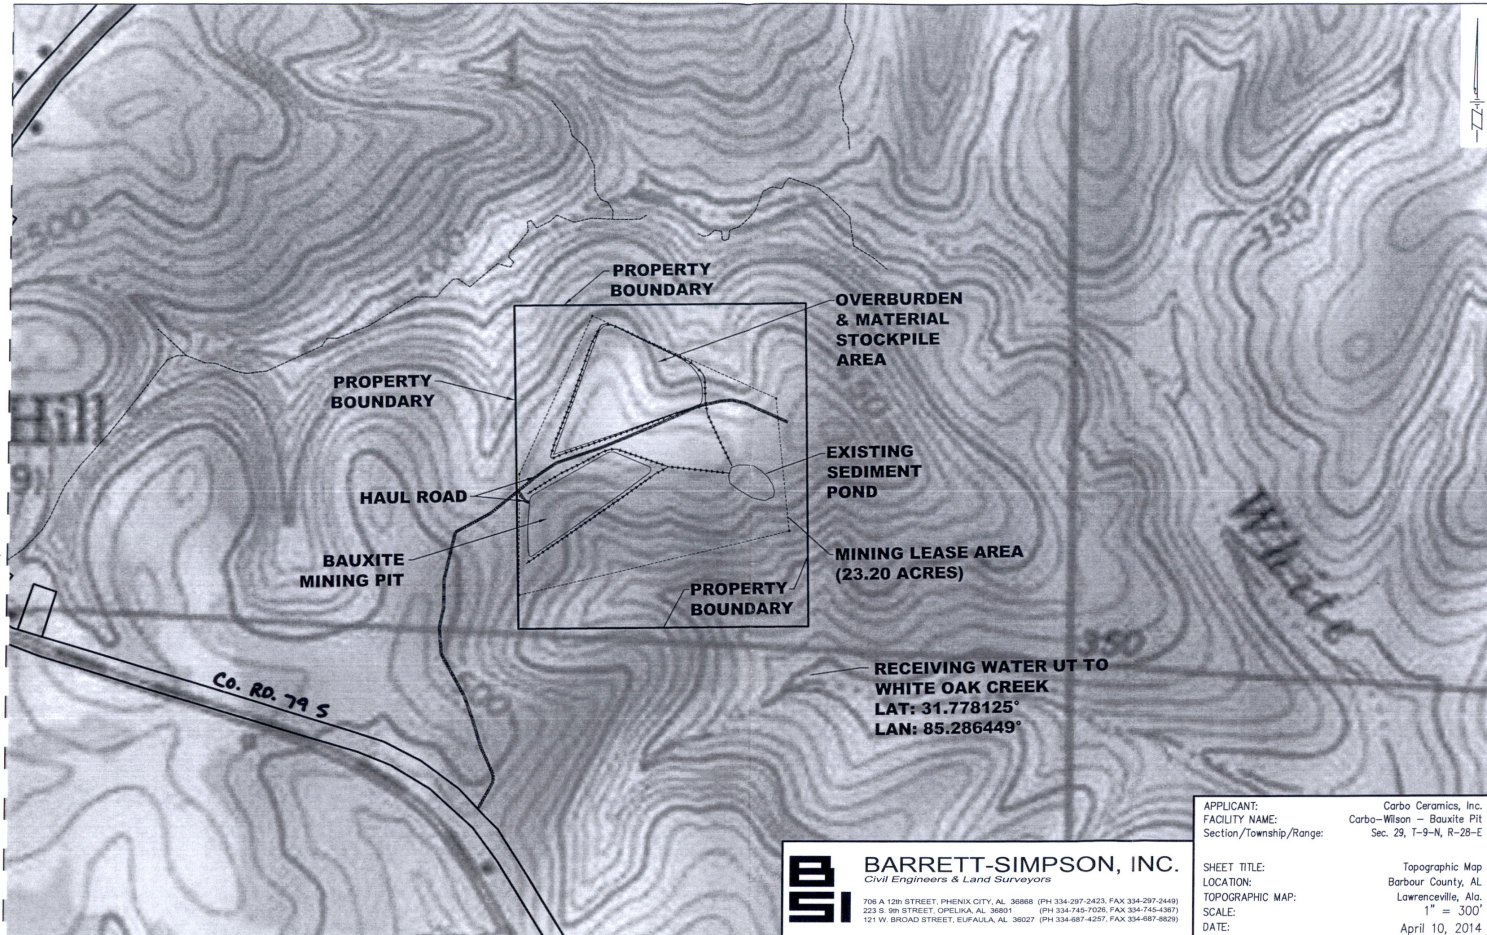 N
500
PROPERTY
BOUNDARY
OVERBURDEN
& MATERIAL
STOCKPILE
AREA
350
PROPERTY
BOUNDARY
Hill
EXISTING
SEDIMENT
POND
HAUL ROAD
White
BAUXITE
MINING PIT
MINING LEASE AREA
(23.20 ACRES)
PROPERTY
BOUNDARY
350
CO. RD. 79 S
400
RECEIVING WATER UT TO
WHITE OAK CREEK
LAT: 31.778125°
LAN: 85.286449°
BSI
BARRETT-SIMPSON, INC.
Civil Engineers & Land Surveyors
706 A 12th STREET, PHENIX CITY, AL 36868 (PH 334-297-2423, FAX 334-297-2449)
223 S. 9th STREET, OPELIKA, AL 36801 (PH 334-745-7026, FAX 334-745-4367)
121 W. BROAD STREET, EUFAULA, AL 36027 (PH 334-687-4257, FAX 334-687-8829)
APPLICANT: Carbo Ceramics, Inc.
FACILITY NAME: Carbo-Wilson - Bauxite Pit
Section/Township/Range: Sec. 29, T-9-N, R-28-E
SHEET TITLE: Topographic Map
LOCATION: Barbour County, AL
TOPOGRAPHIC MAP: Lawrenceville, Ala.
SCALE: 1" = 300'
DATE: April 10, 2014